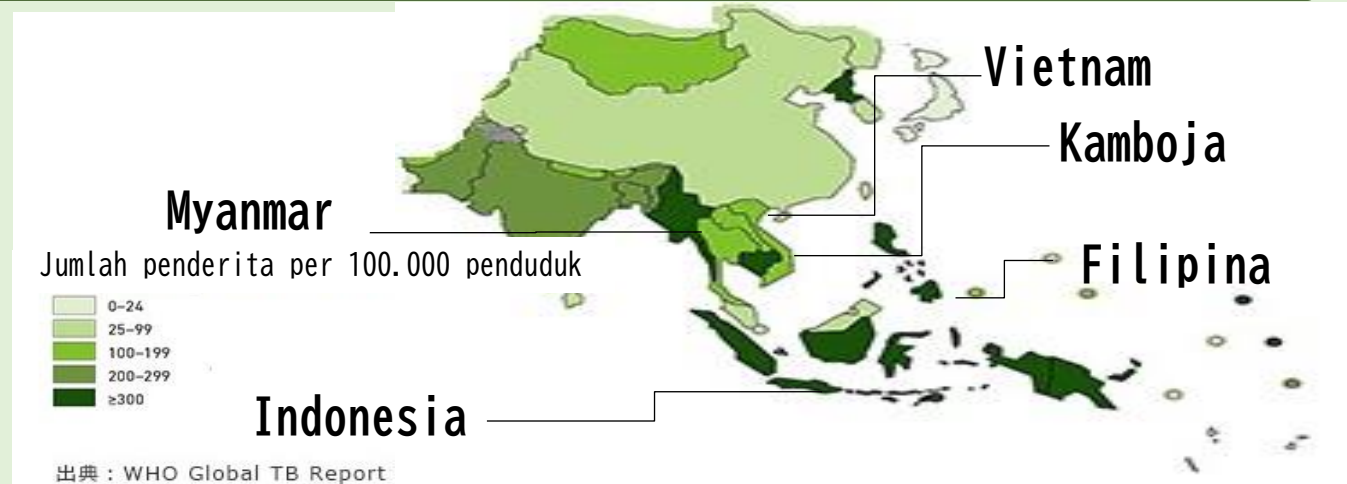 Vietnam
Kamboja
Myanmar
Jumlah penderita per 100.000 penduduk
Filipina
0–24
25–99
100–199
200–299
≥300
Indonesia
出典：WHO Global TB Report